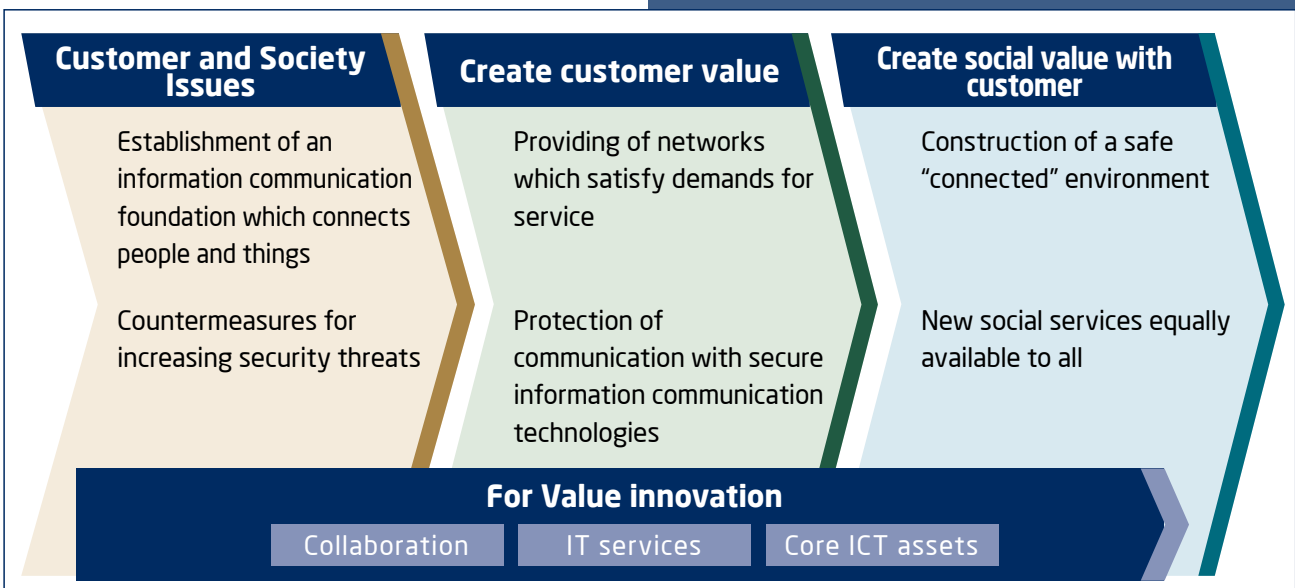 Customer and Society
Issues
Establishment of an
information communication
foundation which connects
people and things
Countermeasures for
increasing security threats
Create customer value
Providing of networks
which satisfy demands for
service
Protection of
communication with secure
information communication
technologies
Create social value with
customer
Construction of a safe
“connected” environment
New social services equally
available to all
For Value innovation
Collaboration
IT services
Core ICT assets